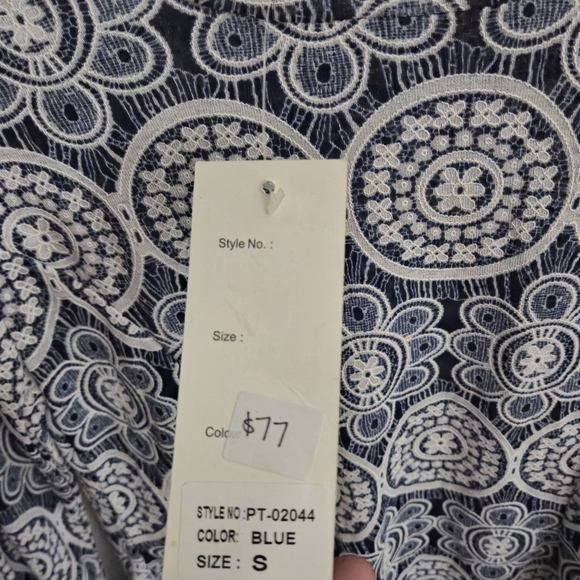 Style No. :
Size :
Colo
$77
STYLE NO:PT-02044
COLOR: BLUE
SIZE: S